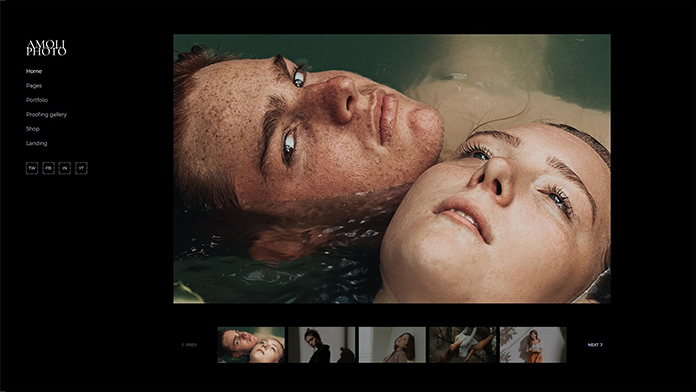 AMOLI
PHOTO
Home
Pages
Portfolio
Proofing gallery
Shop
Landing
TW FB IN YT
PREV
NEXT